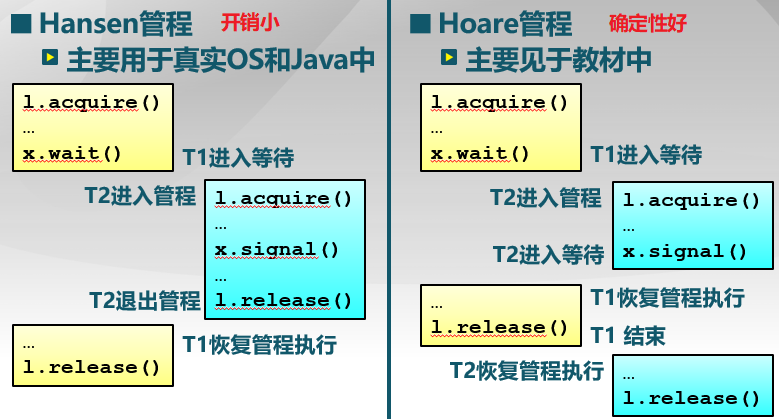 Hansen管程 开销小
主要用于真实OS和Java中
l.acquire()
...
x.wait()
T1进入等待
T2进入管程
l.acquire()
...
x.signal()
...
l.release()
T2退出管程
...
l.release()
T1恢复管程执行
Hoare管程 确定性好
主要见于教材中
l.acquire()
...
x.wait()
T1进入等待
T2进入管程
l.acquire()
...
x.signal()
T2进入等待
...
l.release()
T1恢复管程执行
T1 结束
T2恢复管程执行
...
l.release()